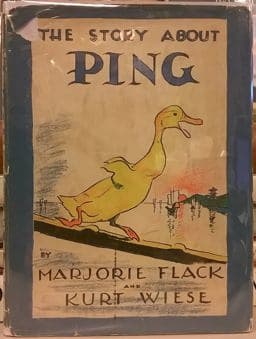 THE STORY ABOUT
PING
BY
MARJORIE FLACK
AND
KURT WIESE